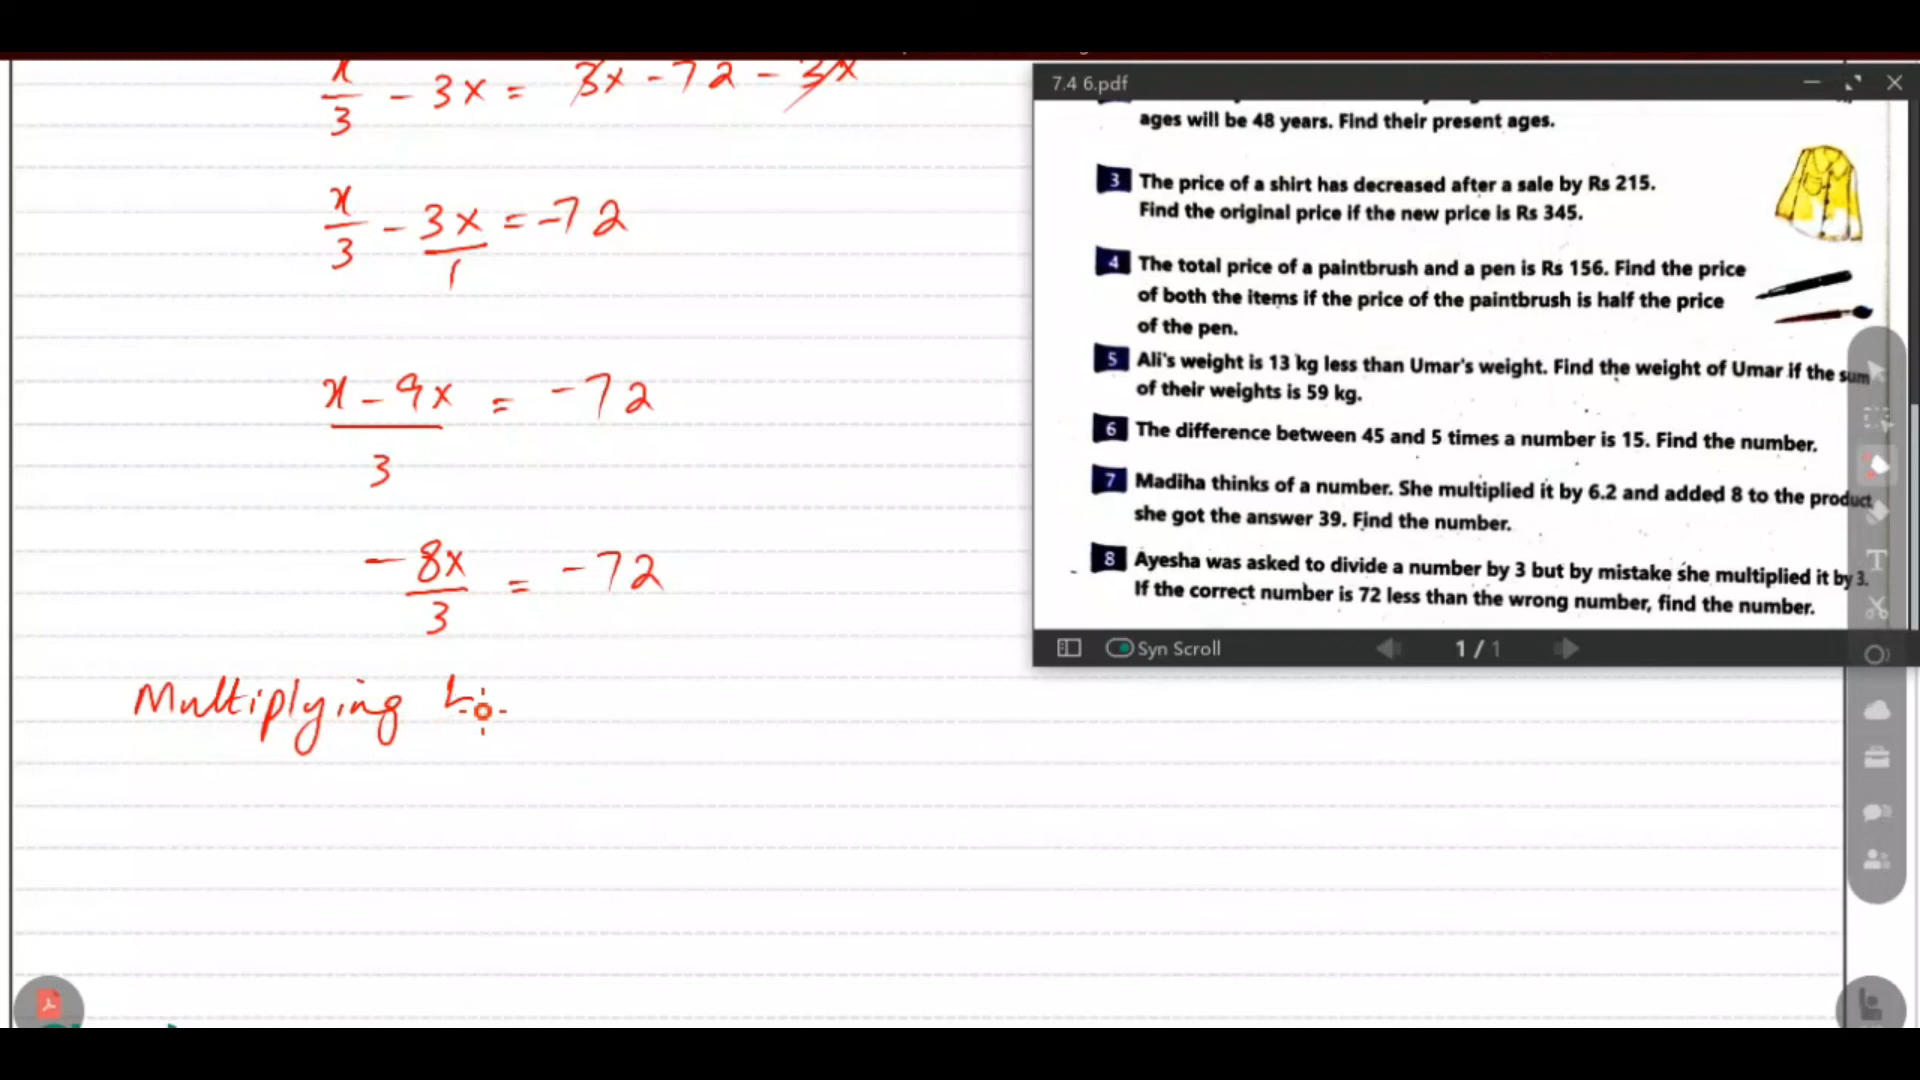 x/3 - 3x = 3x - 72 - 3x
x/3 - 3x/1 = -72
x - 9x
/3 = -72
-8x/3 = -72
Multiplying
7.4 6.pdf
ages will be 48 years. Find their present ages.
3 The price of a shirt has decreased after a sale by Rs 215.
Find the original price if the new price is Rs 345.
4 The total price of a paintbrush and a pen is Rs 156. Find the price
of both the items if the price of the paintbrush is half the price
of the pen.
5 Ali's weight is 13 kg less than Umar's weight. Find the weight of Umar if the sum
of their weights is 59 kg.
6 The difference between 45 and 5 times a number is 15. Find the number.
7 Madiha thinks of a number. She multiplied it by 6.2 and added 8 to the product
she got the answer 39. Find the number.
8 Ayesha was asked to divide a number by 3 but by mistake she multiplied it by 3.
If the correct number is 72 less than the wrong number, find the number.
Syn Scroll
1 / 1
T